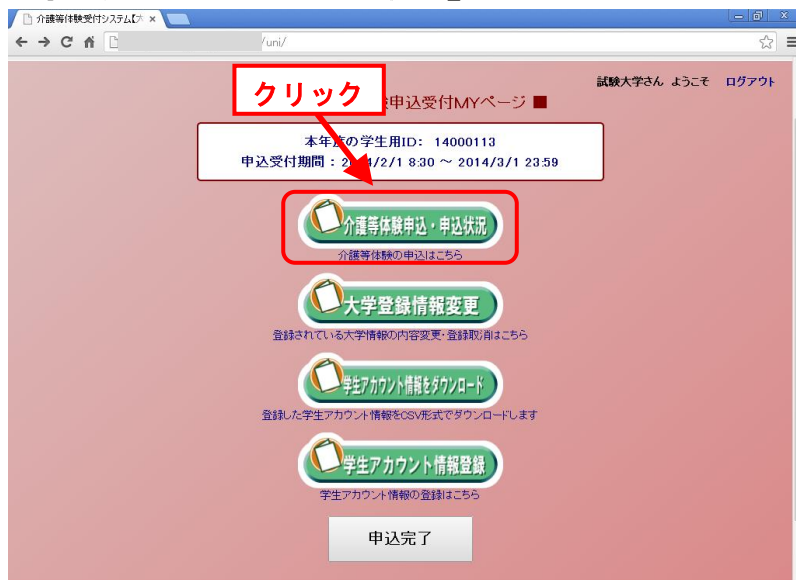 介護等体験受付システム【大
/uni/
試験大学さん ようこそ ログアウト
クリック
申込受付MYページ ■
本年度の学生用ID: 14000113
申込受付期間:2014/2/1 8:30 ~ 2014/3/1 23:59
介護等体験申込・申込状況
介護等体験の申込はこちら
大学登録情報変更
登録されている大学情報の内容変更・登録取消はこちら
学生アカウント情報をダウンロード
登録した学生アカウント情報をCSV形式でダウンロードします
学生アカウント情報登録
学生アカウント情報の登録はこちら
申込完了